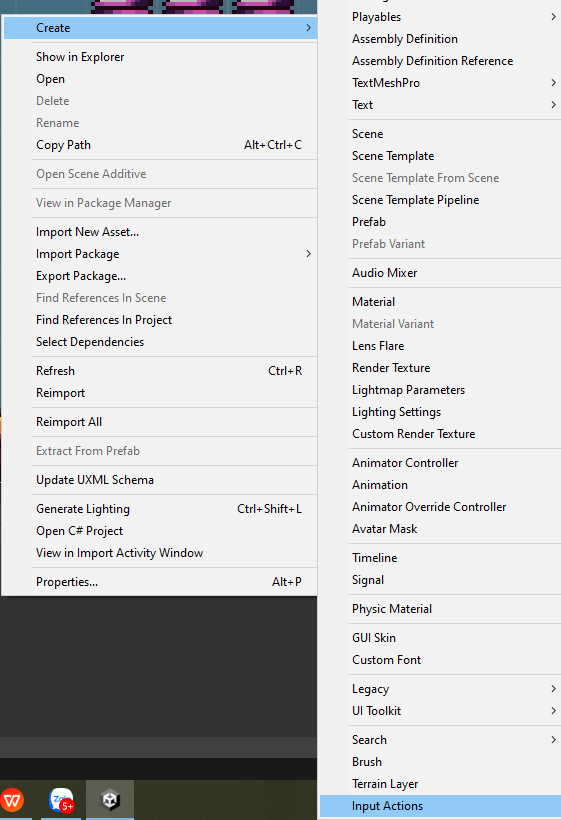 Create
Show in Explorer
Open
Delete
Rename
Copy Path Alt+Ctrl+C
Open Scene Additive
View in Package Manager
Import New Asset...
Import Package
Export Package...
Find References In Scene
Find References In Project
Select Dependencies
Refresh Ctrl+R
Reimport
Reimport All
Extract From Prefab
Update UXML Schema
Generate Lighting Ctrl+Shift+L
Open C# Project
View in Import Activity Window
Properties... Alt+P
Playables
Assembly Definition
Assembly Definition Reference
TextMeshPro
Text
Scene
Scene Template
Scene Template From Scene
Scene Template Pipeline
Prefab
Prefab Variant
Audio Mixer
Material
Material Variant
Lens Flare
Render Texture
Lightmap Parameters
Lighting Settings
Custom Render Texture
Animator Controller
Animation
Animator Override Controller
Avatar Mask
Timeline
Signal
Physic Material
GUI Skin
Custom Font
Legacy
UI Toolkit
Search
Brush
Terrain Layer
Input Actions
5+